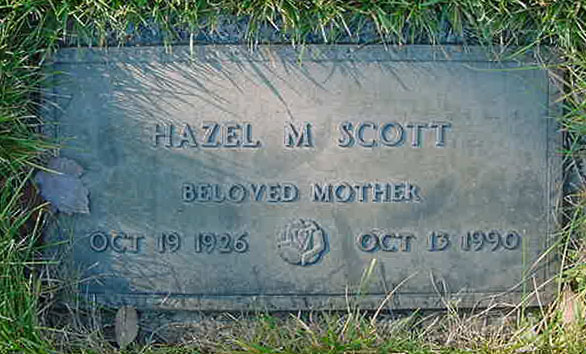 HAZEL M SCOTT
BELOVED MOTHER
OCT 19 1926 OCT 13 1990